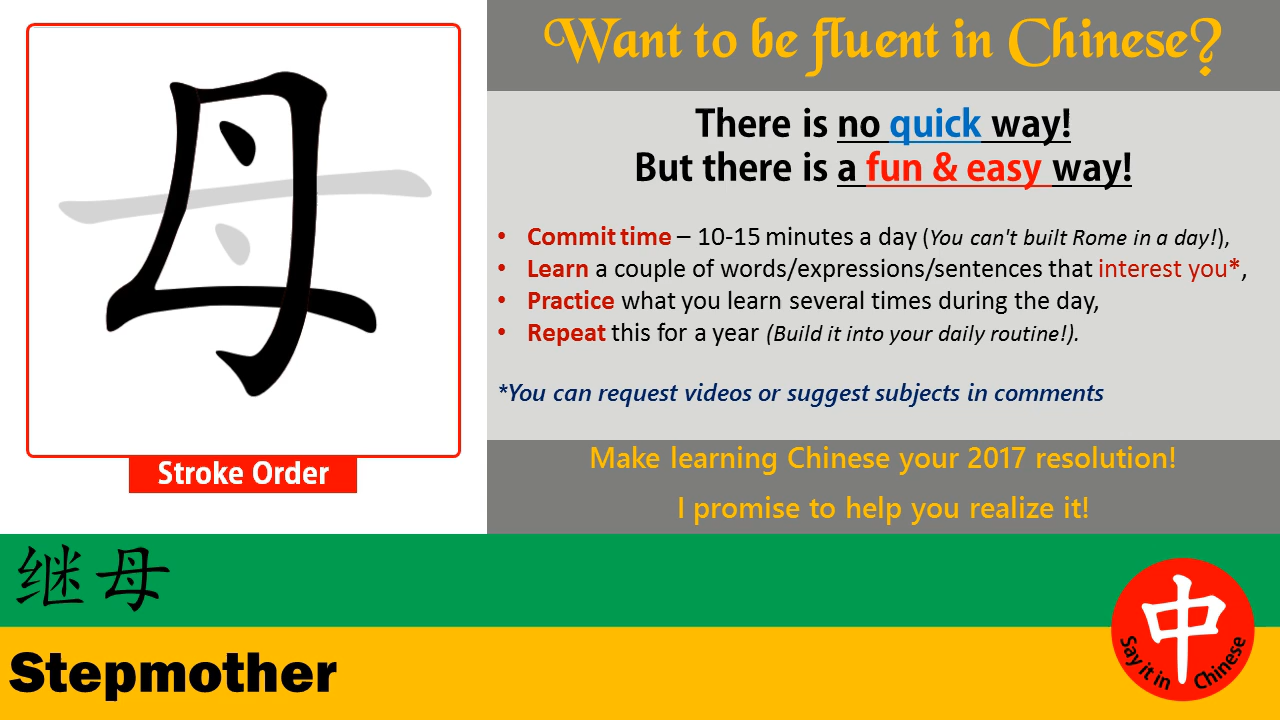 母
Stroke Order
Want to be fluent in Chinese?
There is no quick way!
But there is a fun & easy way!
• Commit time – 10-15 minutes a day (You can't built Rome in a day!),
• Learn a couple of words/expressions/sentences that interest you*,
• Practice what you learn several times during the day,
• Repeat this for a year (Build it into your daily routine!).
*You can request videos or suggest subjects in comments
Make learning Chinese your 2017 resolution!
I promise to help you realize it!
继母
Stepmother
中
Say it in Chinese